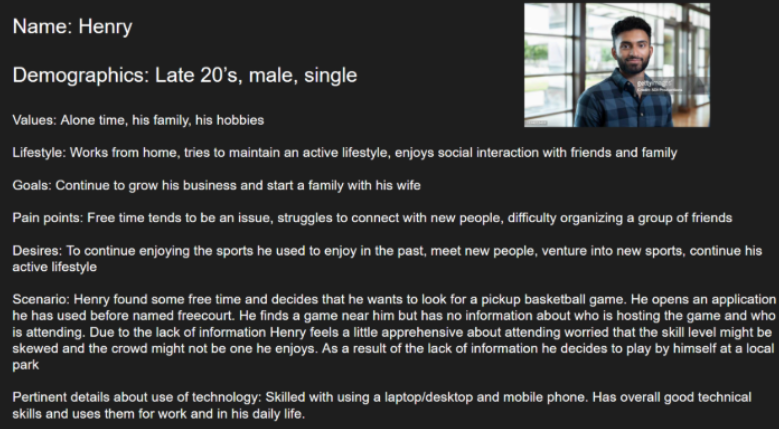 Name: Henry
Demographics: Late 20's, male, single
Values: Alone time, his family, his hobbies
Lifestyle: Works from home, tries to maintain an active lifestyle, enjoys social interaction with friends and family
Goals: Continue to grow his business and start a family with his wife
Pain points: Free time tends to be an issue, struggles to connect with new people, difficulty organizing a group of friends
Desires: To continue enjoying the sports he used to enjoy in the past, meet new people, venture into new sports, continue his
active lifestyle
Scenario: Henry found some free time and decides that he wants to look for a pickup basketball game. He opens an application
he has used before named freecourt. He finds a game near him but has no information about who is hosting the game and who
is attending. Due to the lack of information Henry feels a little apprehensive about attending worried that the skill level might be
skewed and the crowd might not be one he enjoys. As a result of the lack of information he decides to play by himself at a local
park
Pertinent details about use of technology: Skilled with using a laptop/desktop and mobile phone. Has overall good technical
skills and uses them for work and in his daily life.